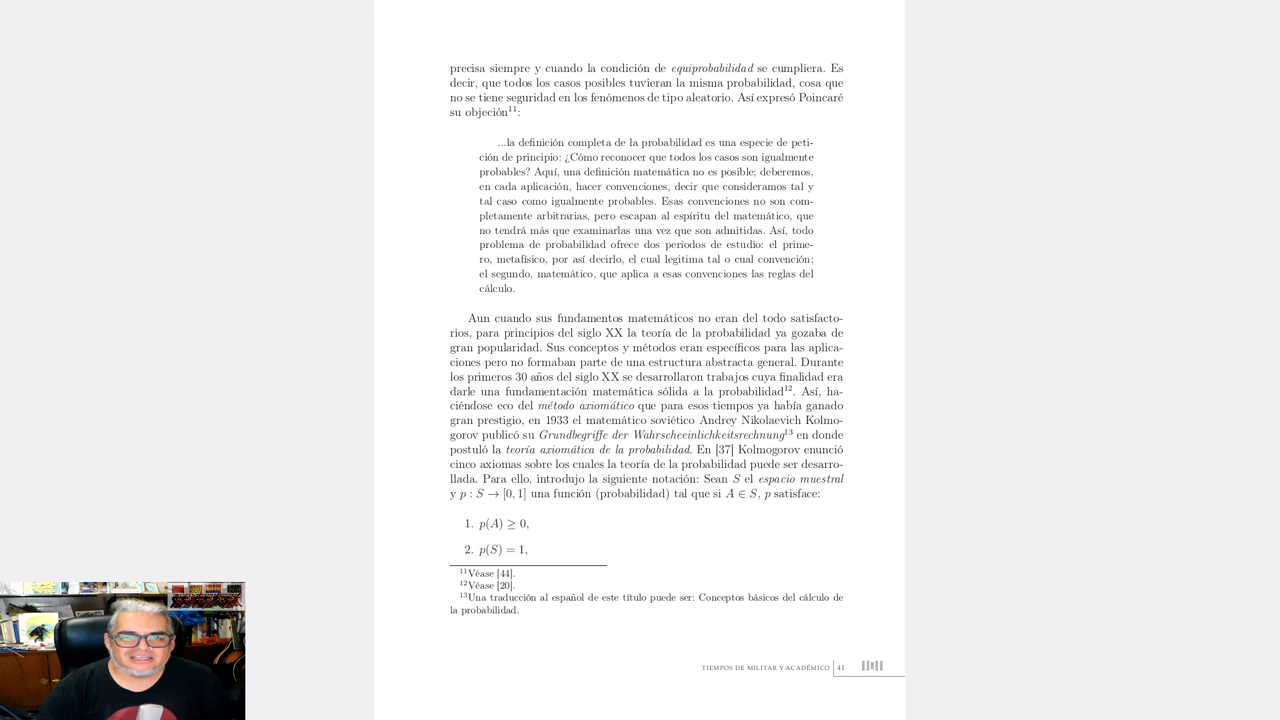 precisa siempre y cuando la condición de equiprobabilidad se cumpliera. Es
decir, que todos los casos posibles tuvieran la misma probabilidad, cosa que
no se tiene seguridad en los fenómenos de tipo aleatorio. Así expresó Poincaré
su objeción¹¹:
...la definición completa de la probabilidad es una especie de peti-
ción de principio: ¿Cómo reconocer que todos los casos son igualmente
probables? Aquí, una definición matemática no es posible; deberemos,
en cada aplicación, hacer convenciones, decir que consideramos tal y
tal caso como igualmente probables. Esas convenciones no son com-
pletamente arbitrarias, pero escapan al espíritu del matemático, que
no tendrá más que examinarlas una vez que son admitidas. Así, todo
problema de probabilidad ofrece dos periodos de estudio: el prime-
ro, metafísico, por así decirlo, el cual legitima tal o cual convención;
el segundo, matemático, que aplica a esas convenciones las reglas del
cálculo.
Aun cuando sus fundamentos matemáticos no eran del todo satisfacto-
rios, para principios del siglo XX la teoría de la probabilidad ya gozaba de
gran popularidad. Sus conceptos y métodos eran específicos para las aplica-
ciones pero no formaban parte de una estructura abstracta general. Durante
los primeros 30 años del siglo XX se desarrollaron trabajos cuya finalidad era
darle una fundamentación matemática sólida a la probabilidad¹². Así, ha-
ciéndose eco del método axiomático que para esos tiempos ya había ganado
gran prestigio, en 1933 el matemático soviético Andrey Nikolaevich Kolmo-
gorov publicó su Grundbegriffe der Wahrscheeinlichkeitsrechnung¹³ en donde
postuló la teoría axiomática de la probabilidad. En [37] Kolmogorov enunció
cinco axiomas sobre los cuales la teoría de la probabilidad puede ser desarro-
llada. Para ello, introdujo la siguiente notación: Sean S el espacio muestral
y p : S → [0, 1] una función (probabilidad) tal que si A ∈ S, p satisface:
1. p(A) ≥ 0,
2. p(S) = 1,
¹¹Véase [44].
¹²Véase [20].
¹³Una traducción al español de este título puede ser: Conceptos básicos del cálculo de
la probabilidad.
TIEMPOS DE MILITAR Y ACADÉMICO 41